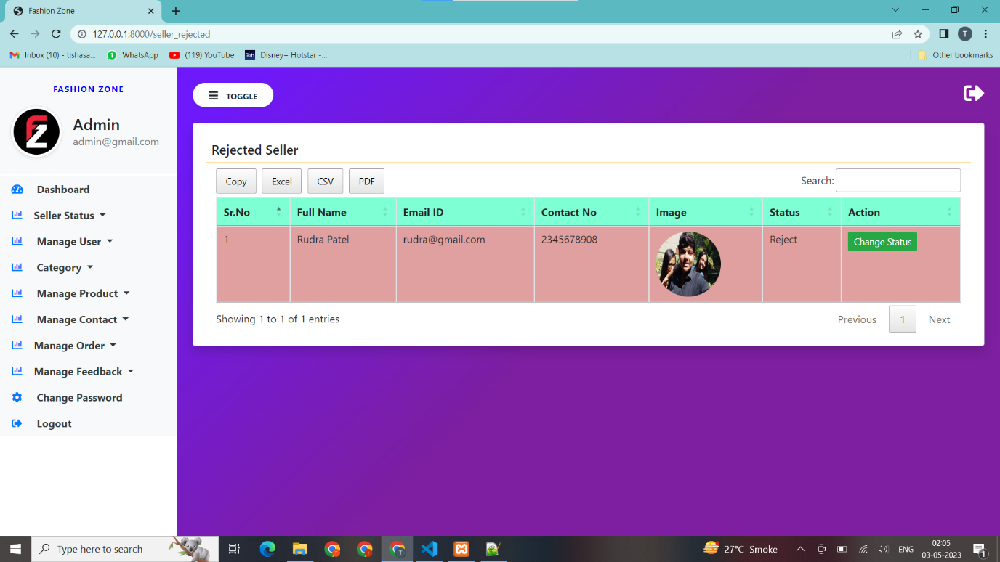 Fashion Zone
127.0.0.1:8000/seller_rejected
T
Inbox (10) - tishasa...
WhatsApp
(119) YouTube
Disney+ Hotstar -...
Other bookmarks
FASHION ZONE
FZ
Admin
admin@gmail.com
Dashboard
Seller Status
Manage User
Category
Manage Product
Manage Contact
Manage Order
Manage Feedback
Change Password
Logout
TOGGLE
Rejected Seller
Copy Excel CSV PDF Search:
Sr.No Full Name Email ID Contact No Image Status Action
1 Rudra Patel rudra@gmail.com 2345678908 Reject Change Status
Showing 1 to 1 of 1 entries Previous 1 Next
Type here to search
27°C Smoke
ENG
02:05
03-05-2023
1